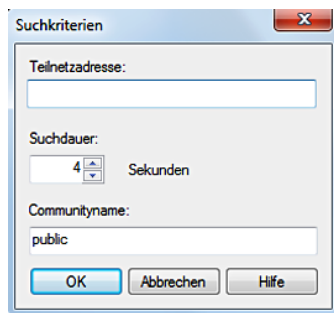 Suchkriterien
Teilnetzadresse:
Suchdauer:
4 Sekunden
Communityname:
public
OK Abbrechen Hilfe